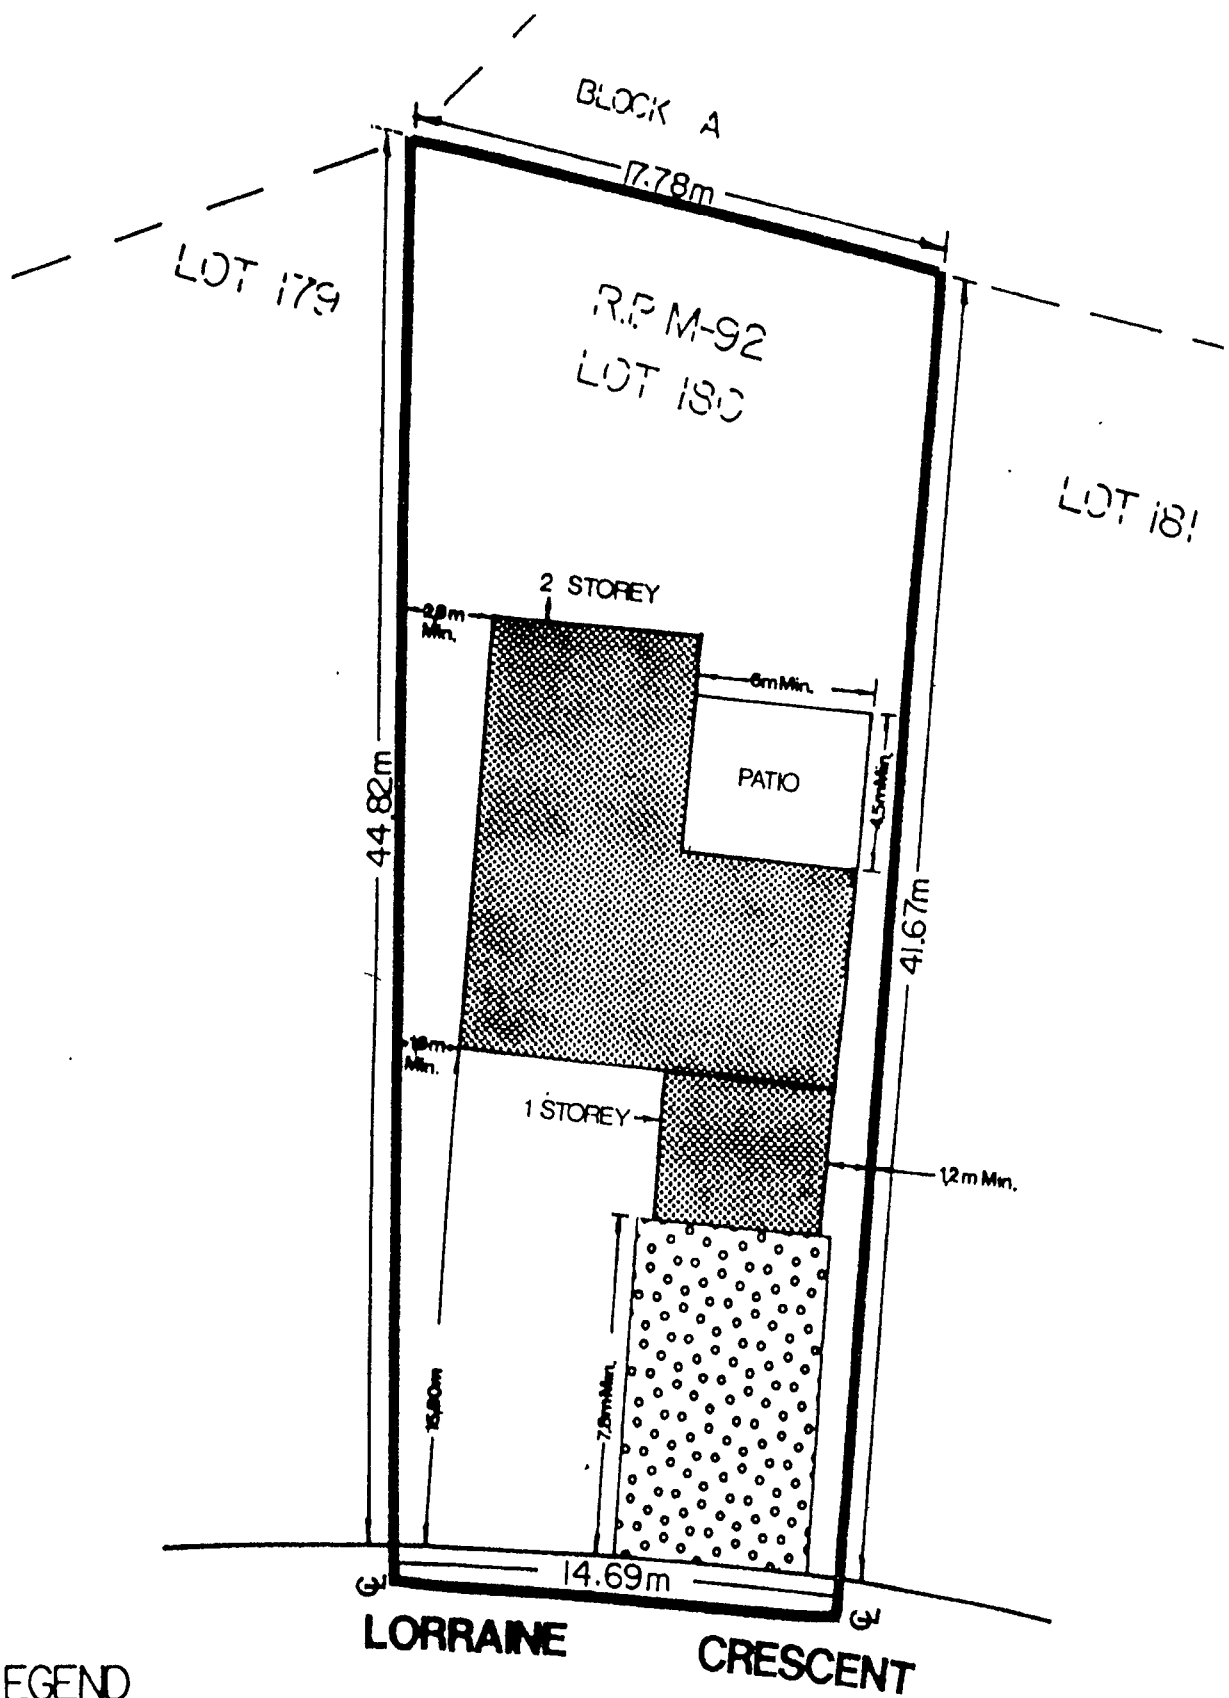 BLOCK A
17.78m
LOT 179
R.P. M-92
LOT 180
LOT 181
2 STOREY
Min.
6m Min.
PATIO
4.5m Min.
44.82m
41.67m
Min.
1 STOREY
1.2m Min.
7.8m Min.
14.69m
LORRAINE CRESCENT
EGEND